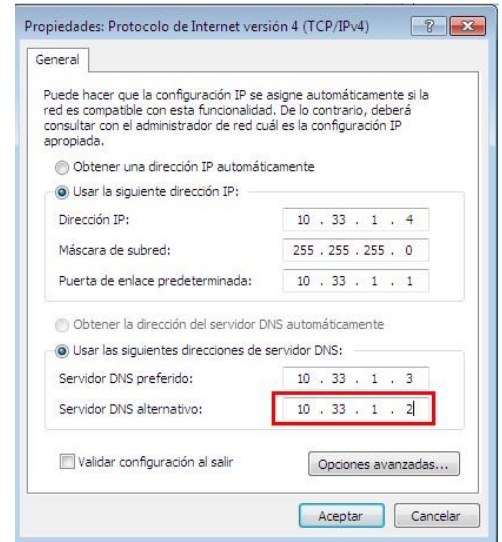 Propiedades: Protocolo de Internet versión 4 (TCP/IPv4)
General
Puede hacer que la configuración IP se asigne automáticamente si la
red es compatible con esta funcionalidad. De lo contrario, deberá
consultar con el administrador de red cuál es la configuración IP
apropiada.
Obtener una dirección IP automáticamente
Usar la siguiente dirección IP:
Dirección IP: 10 . 33 . 1 . 4
Máscara de subred: 255 . 255 . 255 . 0
Puerta de enlace predeterminada: 10 . 33 . 1 . 1
Obtener la dirección del servidor DNS automáticamente
Usar las siguientes direcciones de servidor DNS:
Servidor DNS preferido: 10 . 33 . 1 . 3
Servidor DNS alternativo: 10 . 33 . 1 . 2
Validar configuración al salir
Opciones avanzadas...
Aceptar
Cancelar